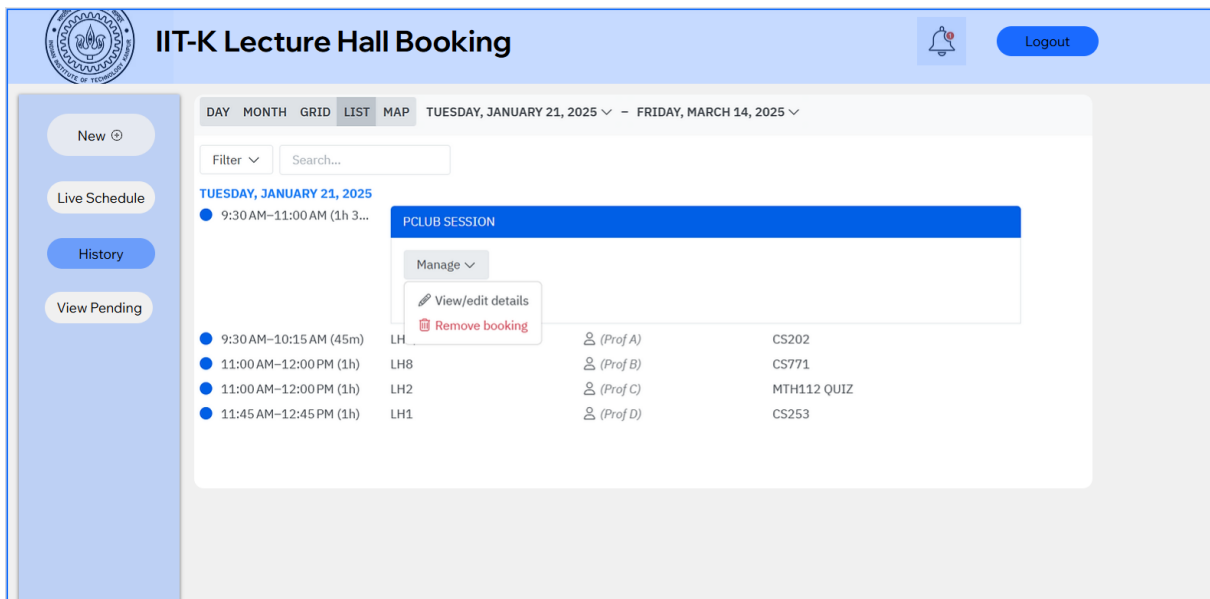 IIT-K Lecture Hall Booking
Logout
New
Live Schedule
History
View Pending
DAY MONTH GRID LIST MAP TUESDAY, JANUARY 21, 2025 – FRIDAY, MARCH 14, 2025
Filter Search...
TUESDAY, JANUARY 21, 2025
9:30 AM–11:00 AM (1h 3...
PCLUB SESSION
Manage
View/edit details
Remove booking
9:30 AM–10:15 AM (45m) (Prof A) CS202
11:00 AM–12:00 PM (1h) LH8 (Prof B) CS771
11:00 AM–12:00 PM (1h) LH2 (Prof C) MTH112 QUIZ
11:45 AM–12:45 PM (1h) LH1 (Prof D) CS253